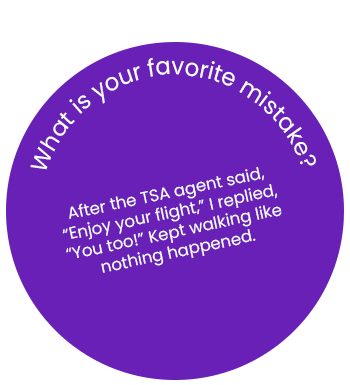 What is your favorite mistake?
After the TSA agent said,
“Enjoy your flight,” I replied,
“You too!” Kept walking like
nothing happened.